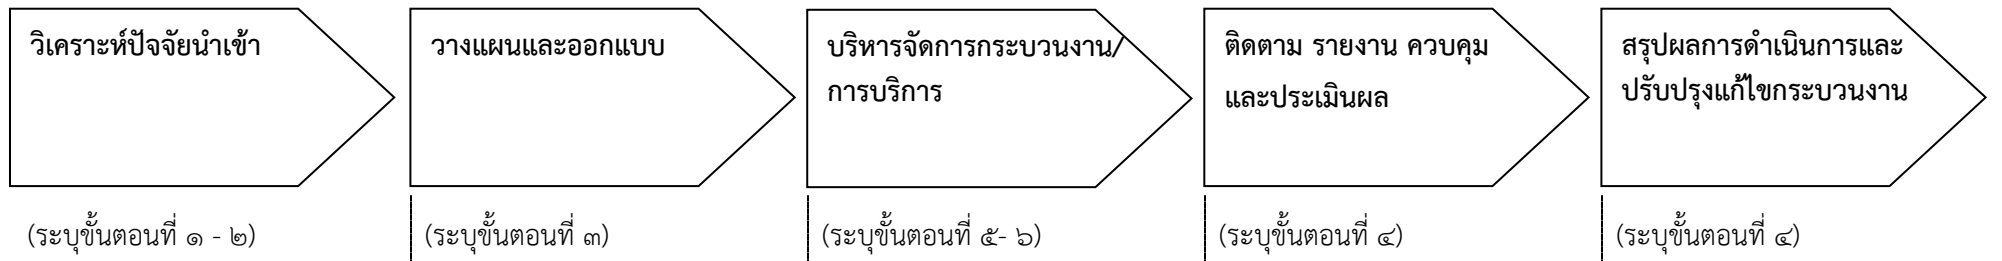 วิเคราะห์ปัจจัยนำเข้า
วางแผนและออกแบบ
บริหารจัดการกระบวนงาน/
การบริการ
ติดตาม รายงาน ควบคุม
และประเมินผล
สรุปผลการดำเนินการและ
ปรับปรุงแก้ไขกระบวนงาน
(ระบุขั้นตอนที่ ๑ - ๒)
(ระบุขั้นตอนที่ ๓)
(ระบุขั้นตอนที่ ๕- ๖)
(ระบุขั้นตอนที่ ๔)
(ระบุขั้นตอนที่ ๔)